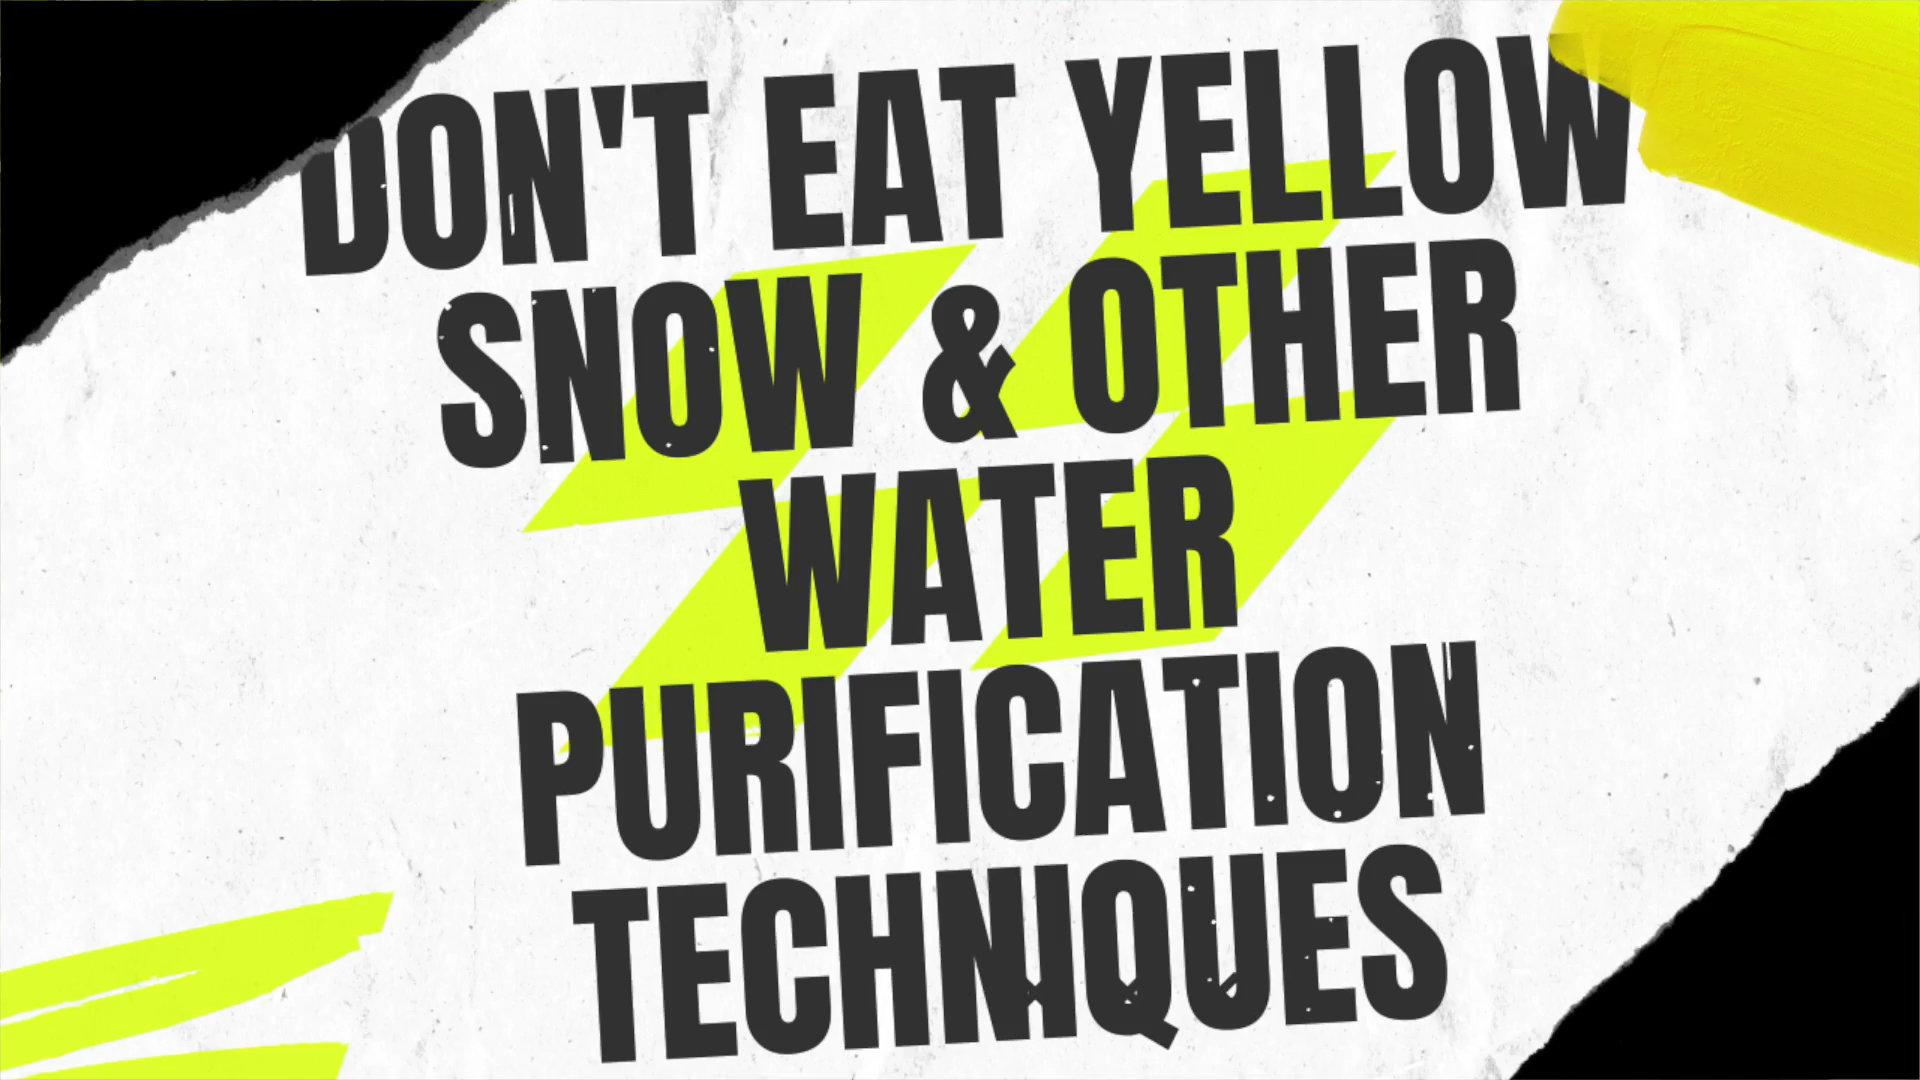 DON'T EAT YELLOW
SNOW & OTHER
WATER
PURIFICATION
TECHNIQUES